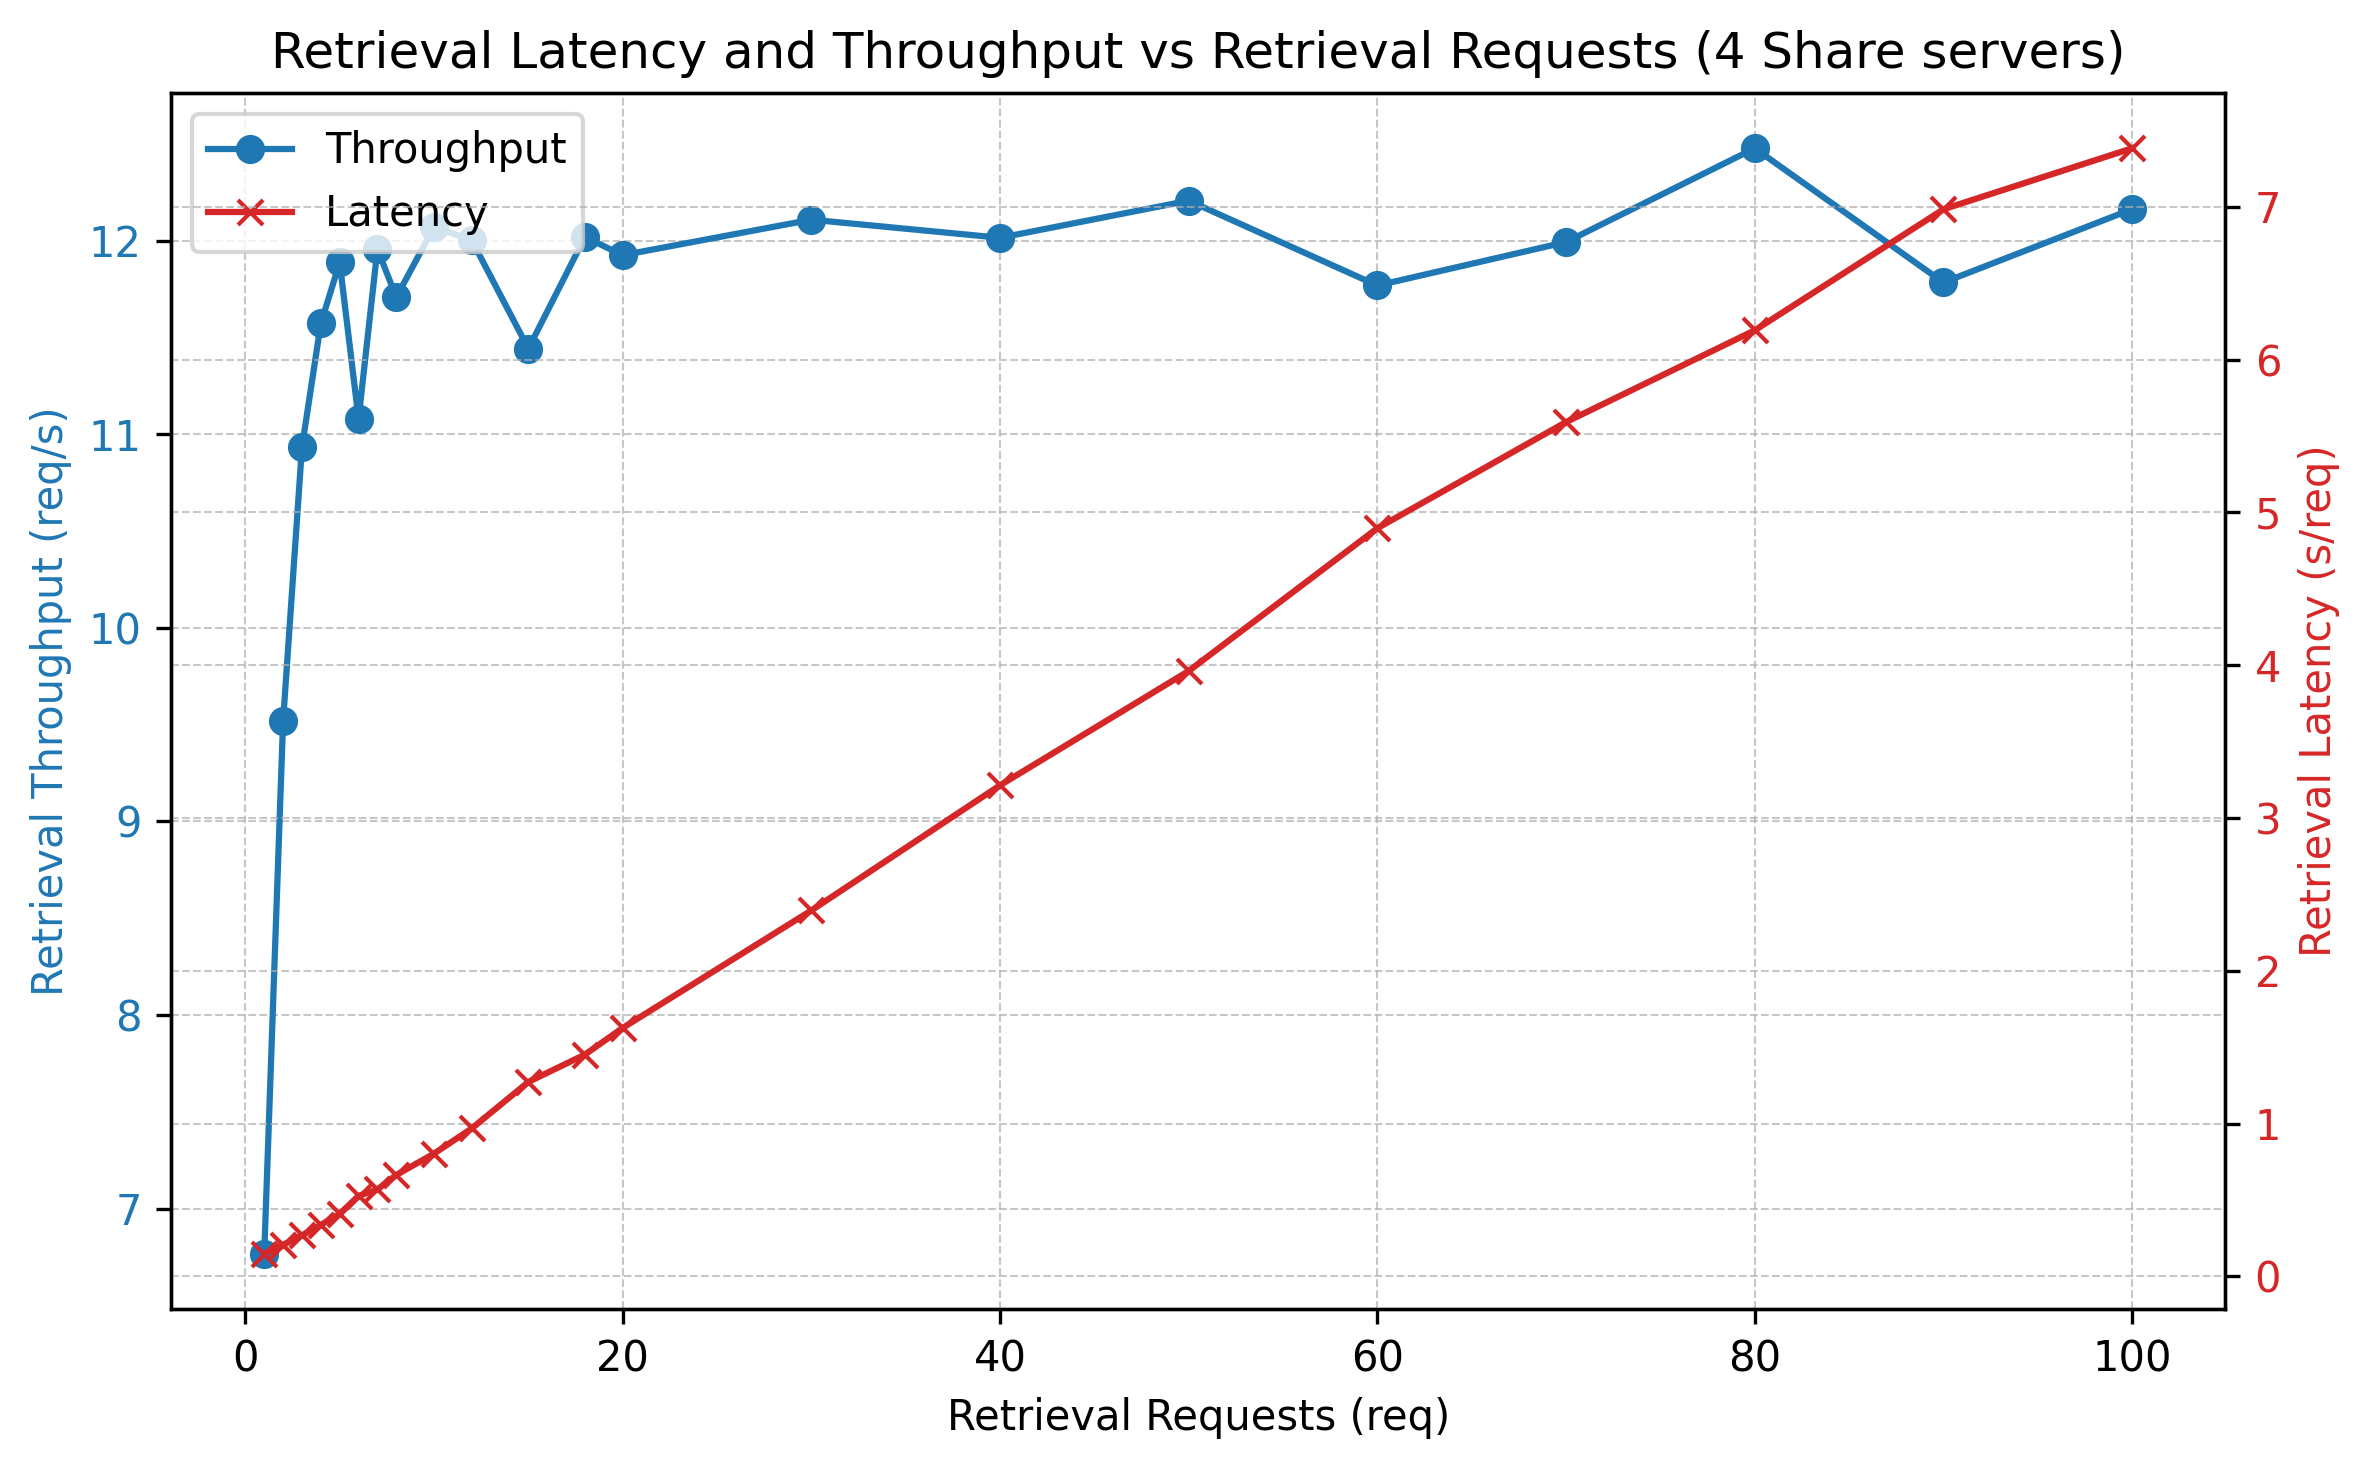 Retrieval Latency and Throughput vs Retrieval Requests (4 Share servers)
Throughput
Latency
Retrieval Throughput (req/s)
12
11
10
9
8
7
7
6
5
4
3
2
1
0
Retrieval Latency (s/req)
0 20 40 60 80 100
Retrieval Requests (req)